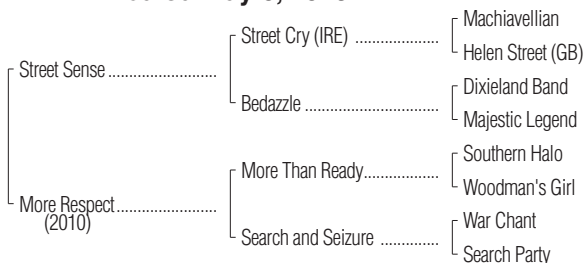 Machiavellian
Street Cry (IRE) ..................
Helen Street (GB)
Street Sense ........................
Dixieland Band
Bedazzle .............................
Majestic Legend
Southern Halo
More Than Ready.................
Woodman's Girl
More Respect......................
(2010)
War Chant
Search and Seizure .............
Search Party